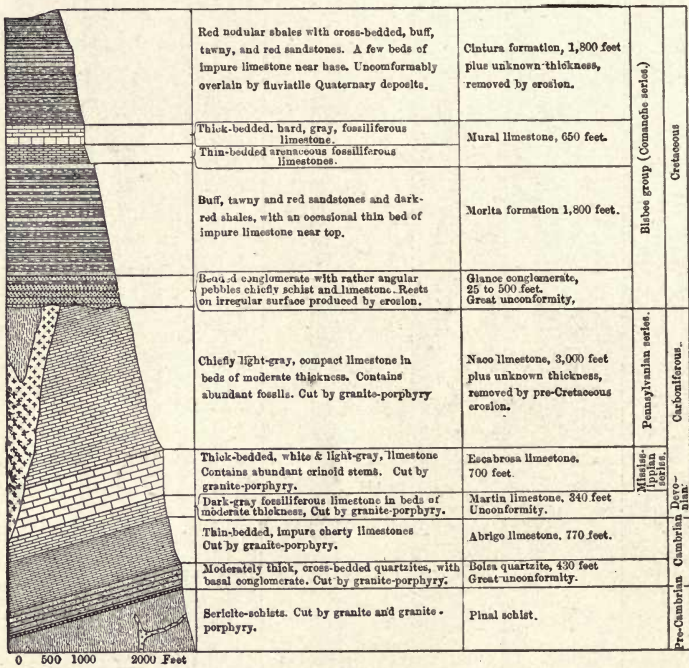 Red nodular shales with cross-bedded, buff,
tawny, and red sandstones. A few beds of
impure limestone near base. Uncomformably
overlain by fluviatile Quaternary deposits.
Cintura formation, 1,800 feet
plus unknown thickness,
removed by erosion.
Thick-bedded, hard, gray, fossiliferous
limestone.
Thin-bedded arenaceous fossiliferous
limestones.
Mural limestone, 650 feet.
Buff, tawny and red sandstones and dark-
red shales, with an occasional thin bed of
impure limestone near top.
Morita formation 1,800 feet.
Bedded conglomerate with rather angular
pebbles chiefly schist and limestone. Rests
on irregular surface produced by erosion.
Glance conglomerate,
25 to 500 feet.
Great unconformity,
Bisbee group (Comanche series.)
Cretaceous
Chiefly light-gray, compact limestone in
beds of moderate thickness. Contains
abundant fossils. Cut by granite-porphyry
Naco limestone, 3,000 feet
plus unknown thickness,
removed by pre-Cretaceous
erosion.
Pennsylvanian series.
Carboniferous.
Thick-bedded, white & light-gray, limestone
Contains abundant crinoid stems. Cut by
granite-porphyry.
Escabrosa limestone.
700 feet.
Missis-
sippian
series.
Dark-gray fossiliferous limestone in beds of
moderate thickness, Cut by granite-porphyry.
Martin limestone, 340 feet
Unconformity.
Devo-
nian.
Thin-bedded, impure cherty limestones
Cut by granite-porphyry.
Abrigo limestone, 770 feet.
Moderately thick, cross-bedded quartzites, with
basal conglomerate. Cut by granite-porphyry.
Bolsa quartzite, 430 feet
Great unconformity.
Cambrian
Sericite-schists. Cut by granite and granite-
porphyry.
Pinal schist.
Pre-Cambrian
0 500 1000 2000 Feet